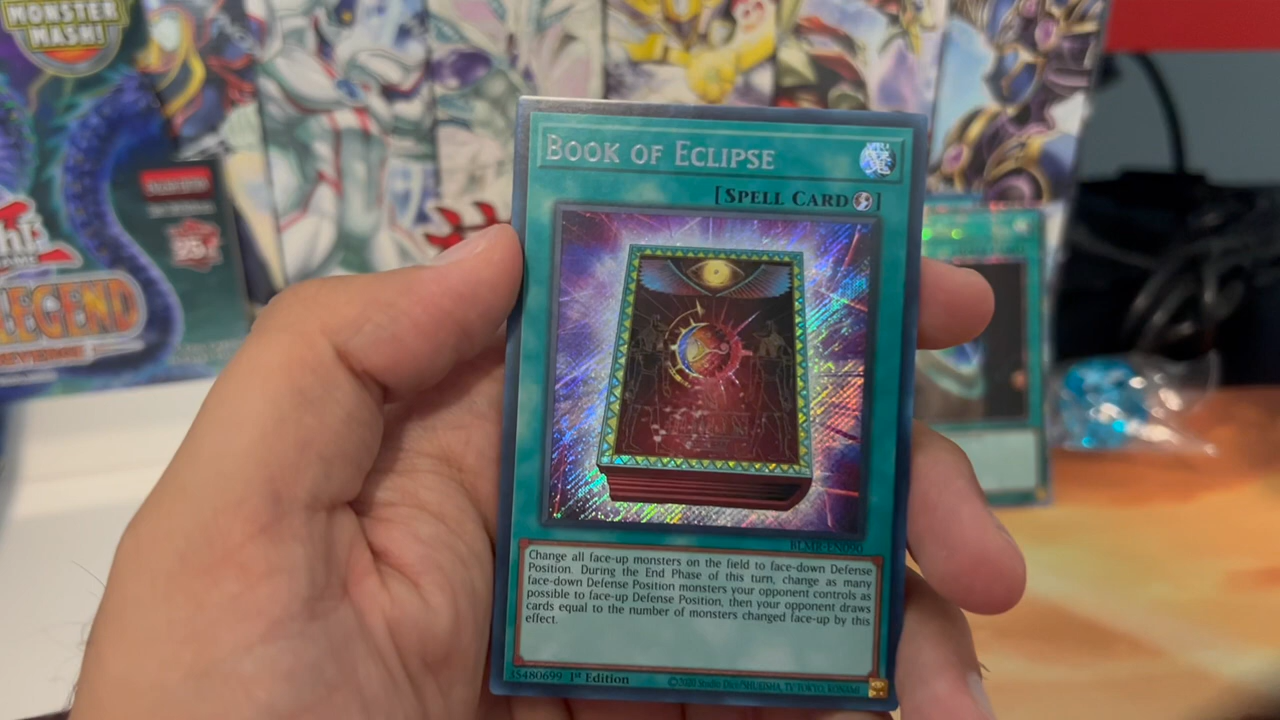 MONSTER
MASH!
LEGEND
BOOK OF ECLIPSE
[SPELL CARD]
BLMR-EN090
Change all face-up monsters on the field to face-down Defense
Position. During the End Phase of this turn, change as many
face-down Defense Position monsters your opponent controls as
possible to face-up Defense Position, then your opponent draws
cards equal to the number of monsters changed face-up by this
effect.
35480699 1st Edition
©2020 Studio Dice/SHUEISHA, TV TOKYO, KONAMI